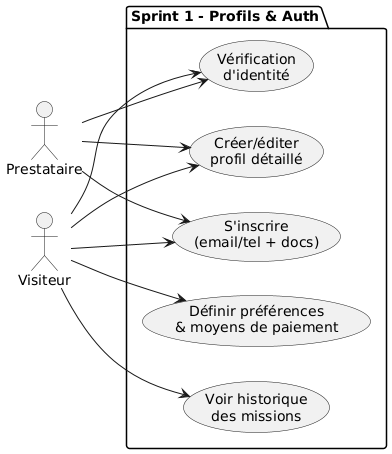 Sprint 1 - Profils & Auth
Vérification
d'identité
Prestataire
Créer/éditer
profil détaillé
S'inscrire
(email/tel + docs)
Visiteur
Définir préférences
& moyens de paiement
Voir historique
des missions